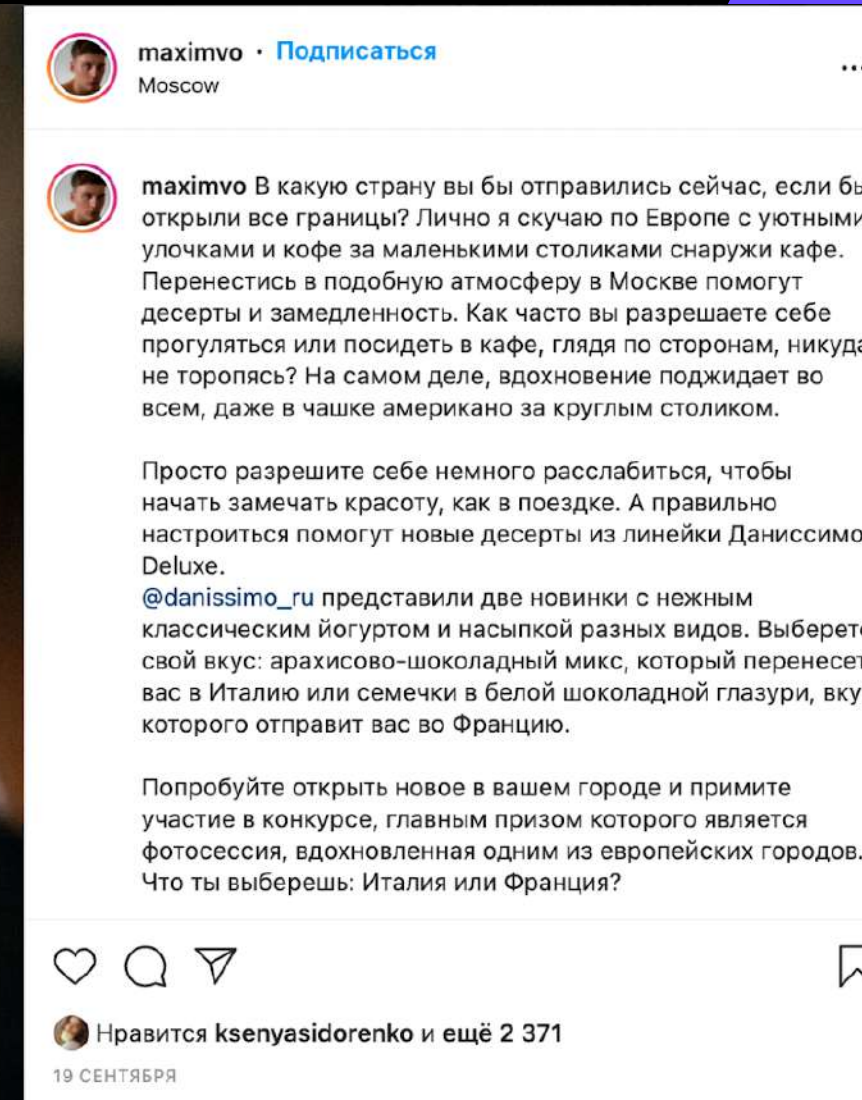 maximvo · Подписаться
Moscow
...
maximvo В какую страну вы бы отправились сейчас, если бы
открыли все границы? Лично я скучаю по Европе с уютными
улочками и кофе за маленькими столиками снаружи кафе.
Перенестись в подобную атмосферу в Москве помогут
десерты и замедленность. Как часто вы разрешаете себе
прогуляться или посидеть в кафе, глядя по сторонам, никуда
не торопясь? На самом деле, вдохновение поджидает во
всем, даже в чашке американо за круглым столиком.
Просто разрешите себе немного расслабиться, чтобы
начать замечать красоту, как в поездке. А правильно
настроиться помогут новые десерты из линейки Даниссимо
Deluxe.
@danissimo_ru представили две новинки с нежным
классическим йогуртом и насыпкой разных видов. Выберете
свой вкус: арахисово-шоколадный микс, который перенесет
вас в Италию или семечки в белой шоколадной глазури, вку
которого отправит вас во Францию.
Попробуйте открыть новое в вашем городе и примите
участие в конкурсе, главным призом которого является
фотосессия, вдохновленная одним из европейских городов.
Что ты выберешь: Италия или Франция?
Нравится ksenyasidorenko и ещё 2 371
19 СЕНТЯБРЯ